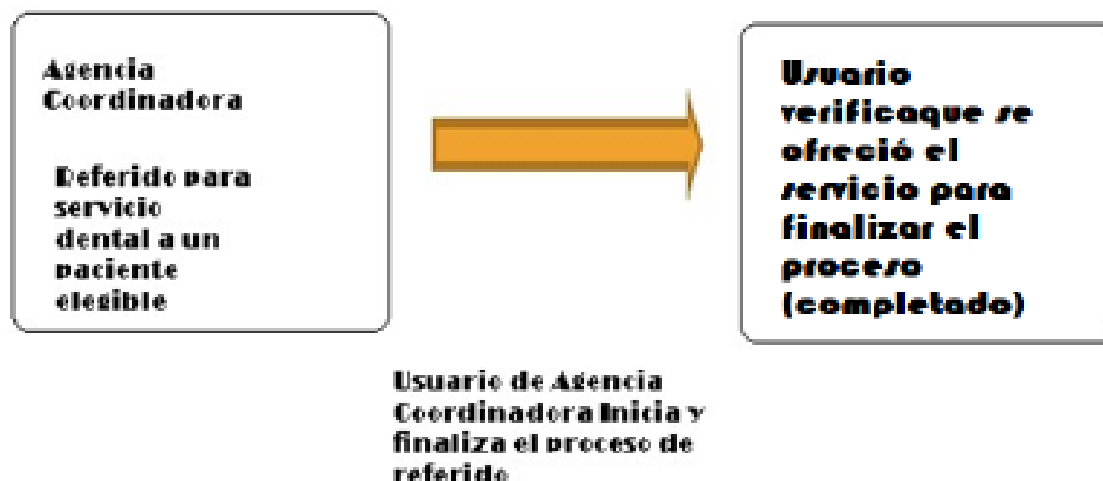 Agencia
Coordinadora
Referido para
servicio
dental a un
paciente
elegible
Usuario
verificaque se
ofreció el
servicio para
finalizar el
proceso
(completado)
Usuario de Agencia
Coordinadora Inicia y
finaliza el proceso de
referido